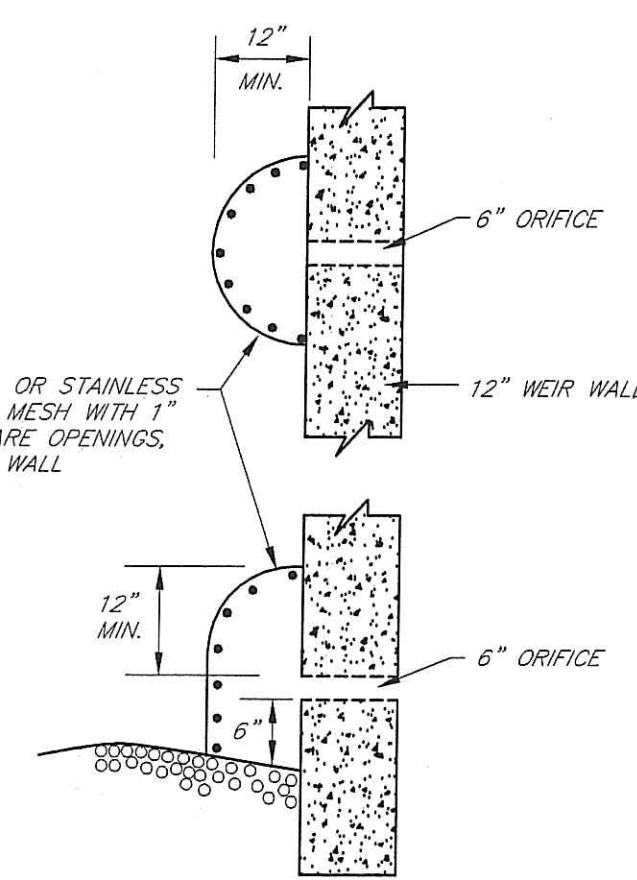 12"
MIN.
6" ORIFICE
OR STAINLESS
MESH WITH 1"
ARE OPENINGS,
WALL
12" WEIR WALL
12"
MIN.
6" ORIFICE
6"